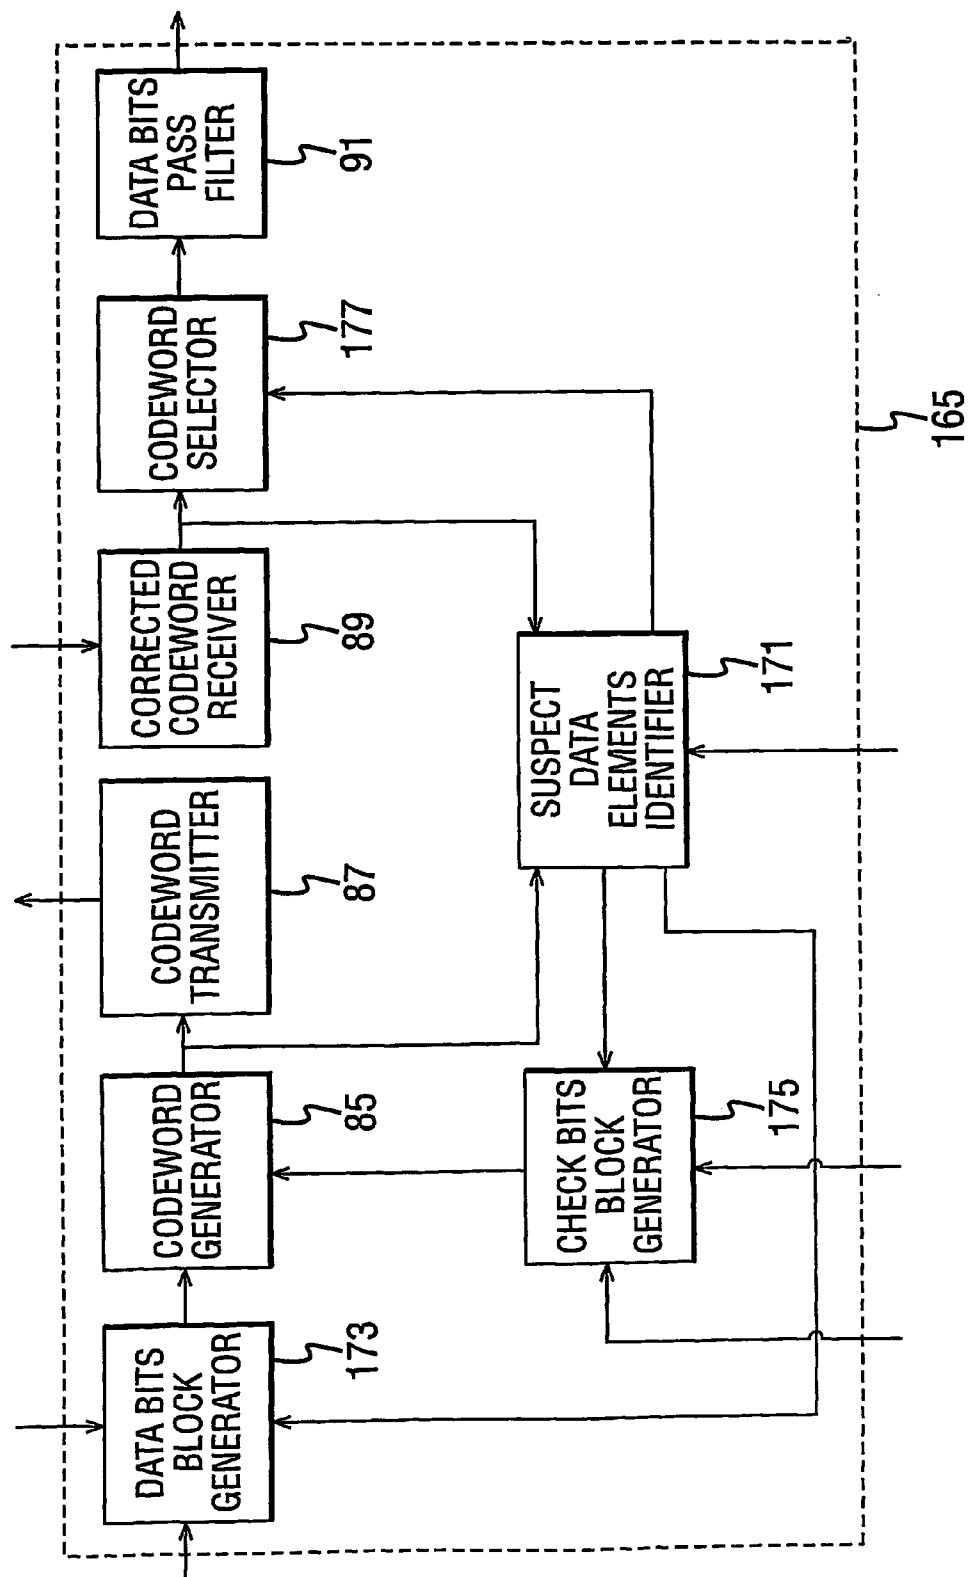 DATA BITS
BLOCK
GENERATOR
173
CODEWORD
GENERATOR
85
CODEWORD
TRANSMITTER
87
CORRECTED
CODEWORD
RECEIVER
89
CODEWORD
SELECTOR
177
DATA BITS
PASS
FILTER
91
CHECK BITS
BLOCK
GENERATOR
175
SUSPECT
DATA
ELEMENTS
IDENTIFIER
171
165